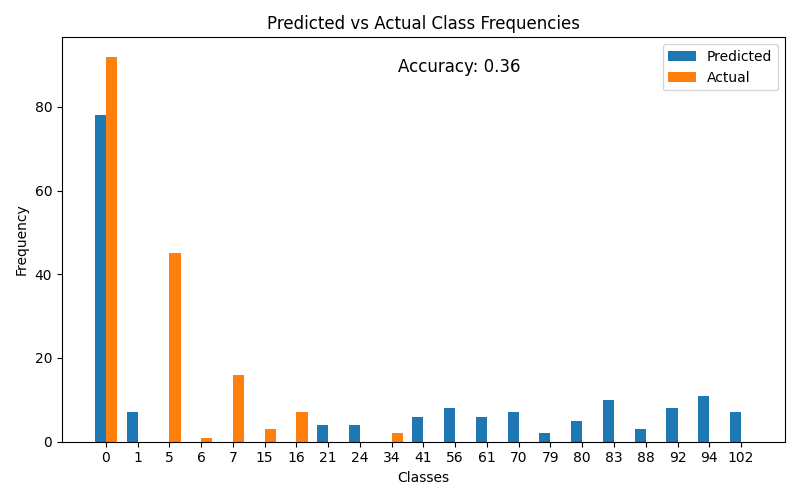 Predicted vs Actual Class Frequencies
Accuracy: 0.36
Predicted
Actual
Frequency
80
60
40
20
0
0 1 5 6 7 15 16 21 24 34 41 56 61 70 79 80 83 88 92 94 102
Classes